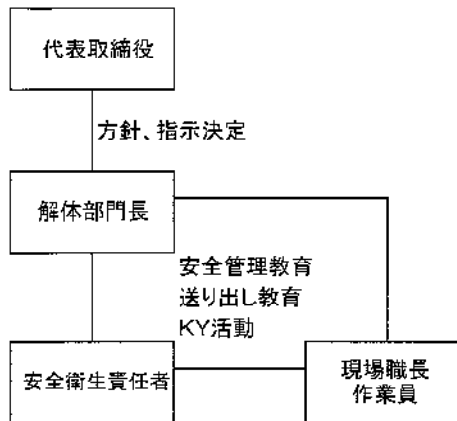 代表取締役
方針、指示決定
解体部門長
安全管理教育
送り出し教育
KY活動
安全衛生責任者
現場職長
作業員